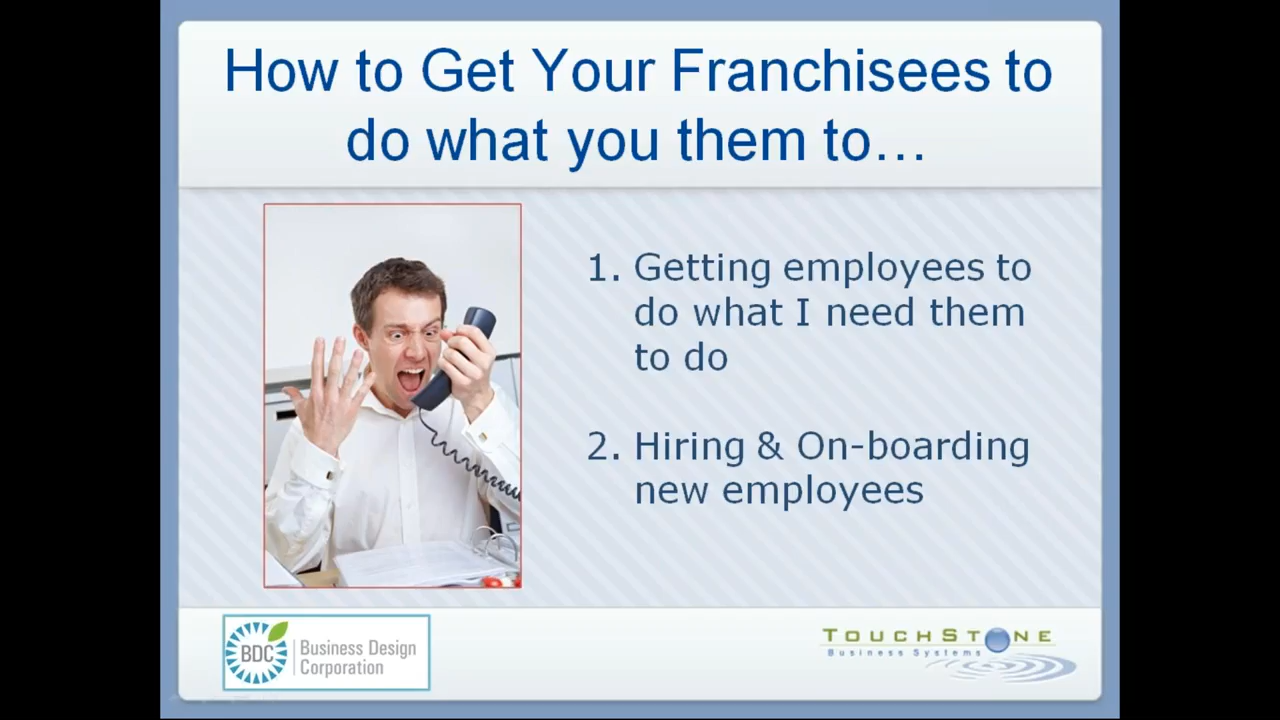 How to Get Your Franchisees to
do what you them to…
1. Getting employees to
do what I need them
to do
2. Hiring & On-boarding
new employees
BDC
Business Design
Corporation
TOUCHSTONE
Business Systems